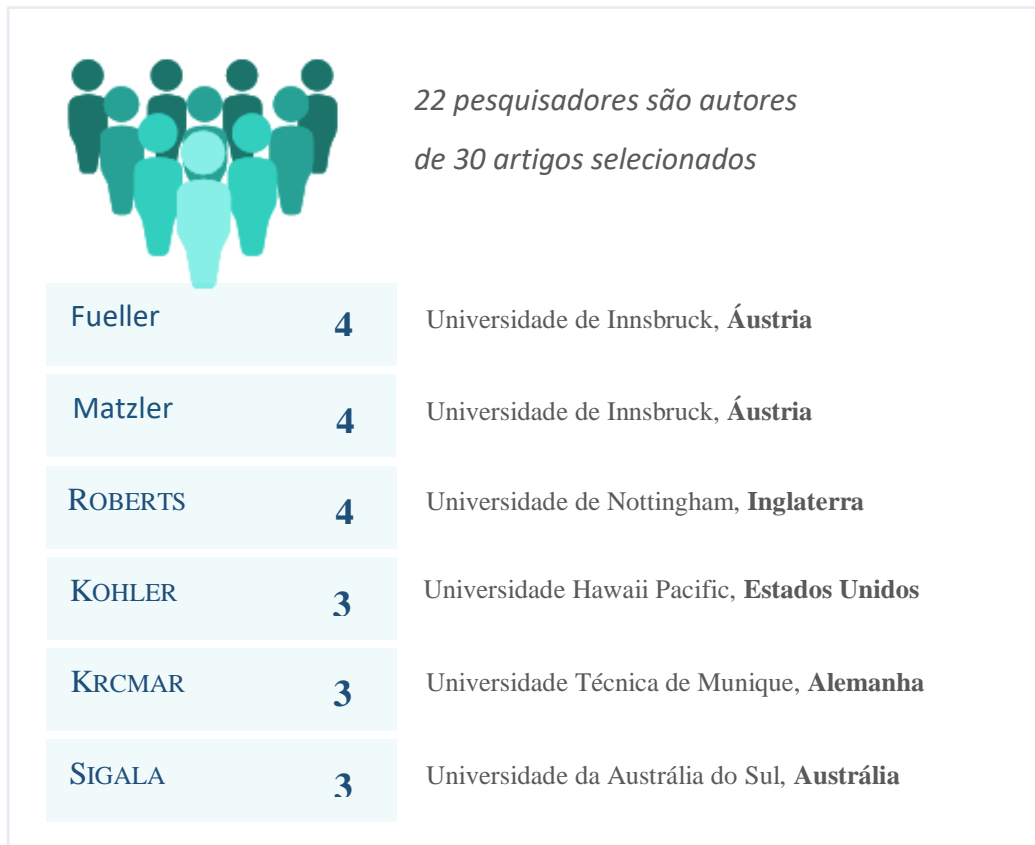 22 pesquisadores são autores
de 30 artigos selecionados
Fueller 4 Universidade de Innsbruck, Áustria
Matzler 4 Universidade de Innsbruck, Áustria
ROBERTS 4 Universidade de Nottingham, Inglaterra
KOHLER 3 Universidade Hawaii Pacific, Estados Unidos
KRCMAR 3 Universidade Técnica de Munique, Alemanha
SIGALA 3 Universidade da Austrália do Sul, Austrália